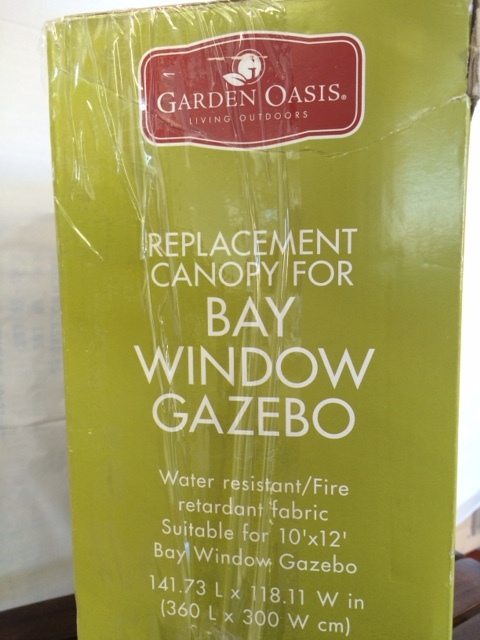 GARDEN OASIS®
LIVING OUTDOORS
REPLACEMENT
CANOPY FOR
BAY
WINDOW
GAZEBO
Water resistant/Fire
retardant fabric
Suitable for 10'x12'
Bay Window Gazebo
141.73 L x 118.11 W in
(360 L x 300 W cm)